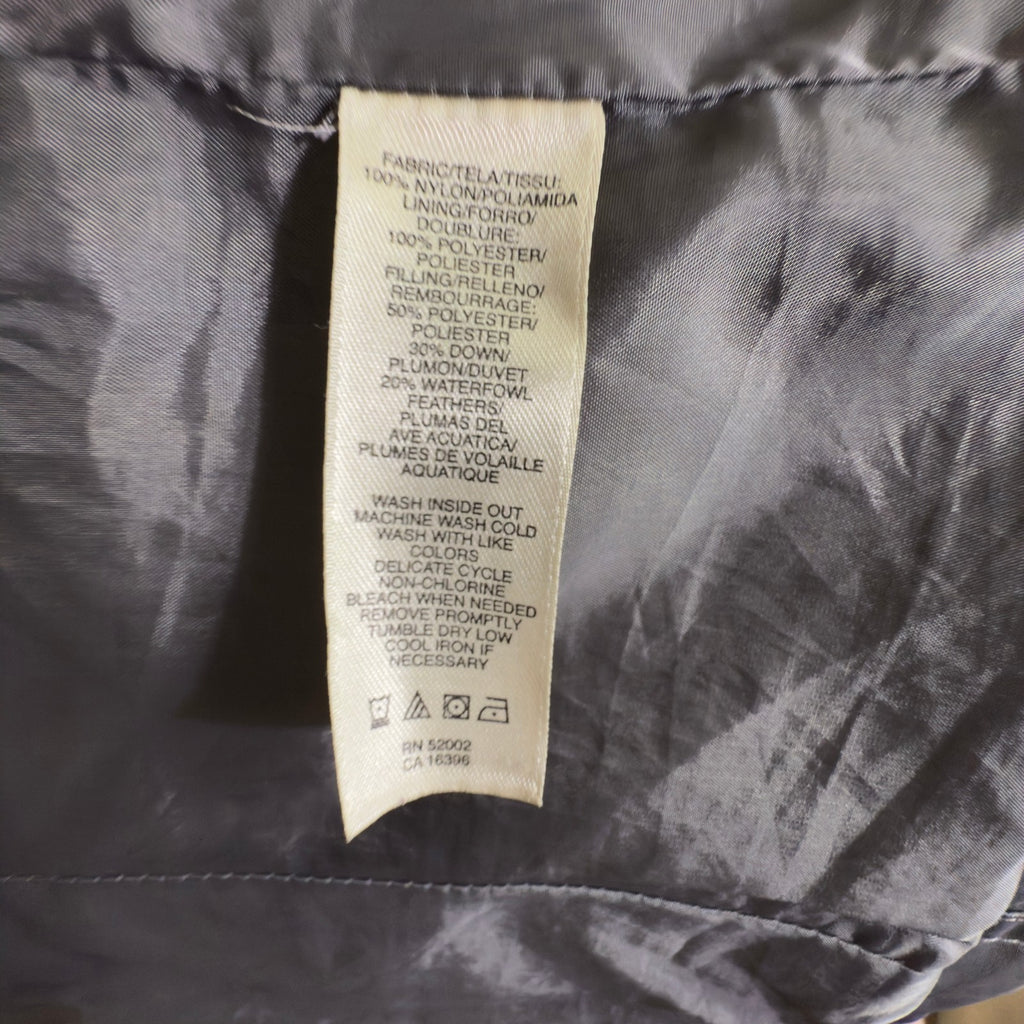 FABRIC/TELA/TISSU:
100% NYLON/POLIAMIDA
LINING/FORRO/
DOUBLURE:
100% POLYESTER/
POLIESTER
FILLING/RELLENO/
REMBOURRAGE:
50% POLYESTER/
POLIESTER
30% DOWN/
PLUMON/DUVET
20% WATERFOWL
FEATHERS/
PLUMAS DEL
AVE ACUATICA/
PLUMES DE VOLAILLE
AQUATIQUE
WASH INSIDE OUT
MACHINE WASH COLD
WASH WITH LIKE
COLORS
DELICATE CYCLE
NON-CHLORINE
BLEACH WHEN NEEDED
REMOVE PROMPTLY
TUMBLE DRY LOW
COOL IRON IF
NECESSARY
RN 52002
CA 16396